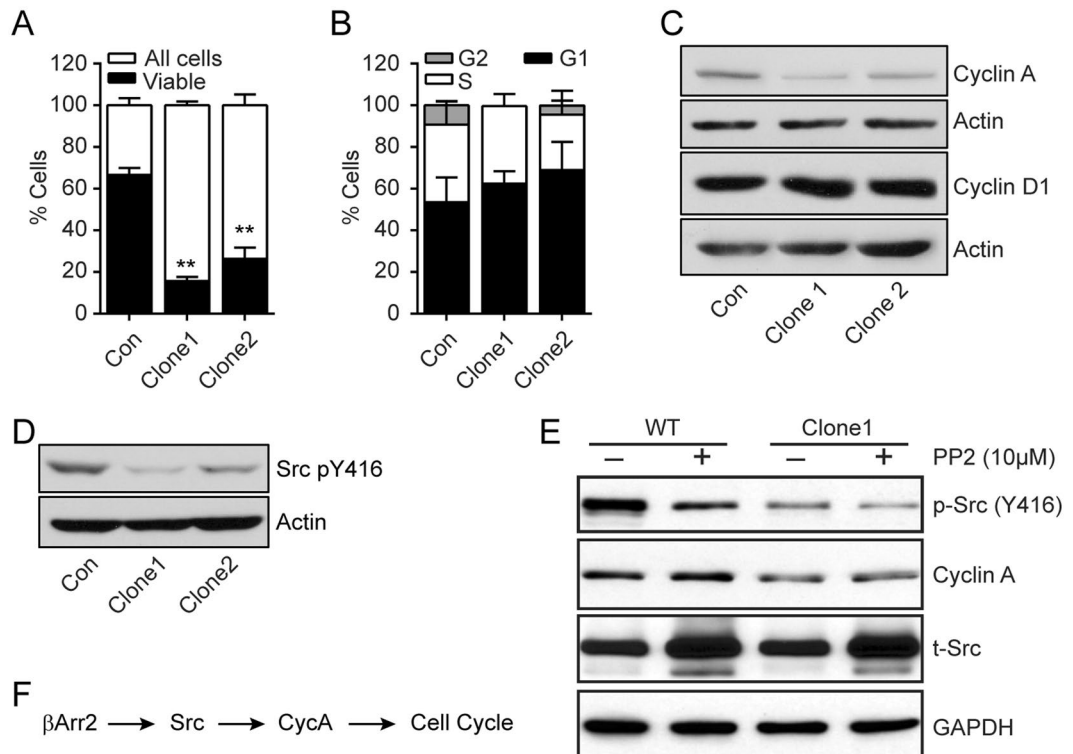 A
All cells
Viable
120
100
80
60
40
20
0
% Cells
**
**
Con
Clone1
Clone2
B
G2
G1
S
120
100
80
60
40
20
0
% Cells
Con
Clone1
Clone2
C
Cyclin A
Actin
Cyclin D1
Actin
Con
Clone 1
Clone 2
D
Src pY416
Actin
Con
Clone1
Clone2
E
WT Clone1
– + – + PP2 (10µM)
p-Src (Y416)
Cyclin A
t-Src
GAPDH
F
βArr2 → Src → CycA → Cell Cycle